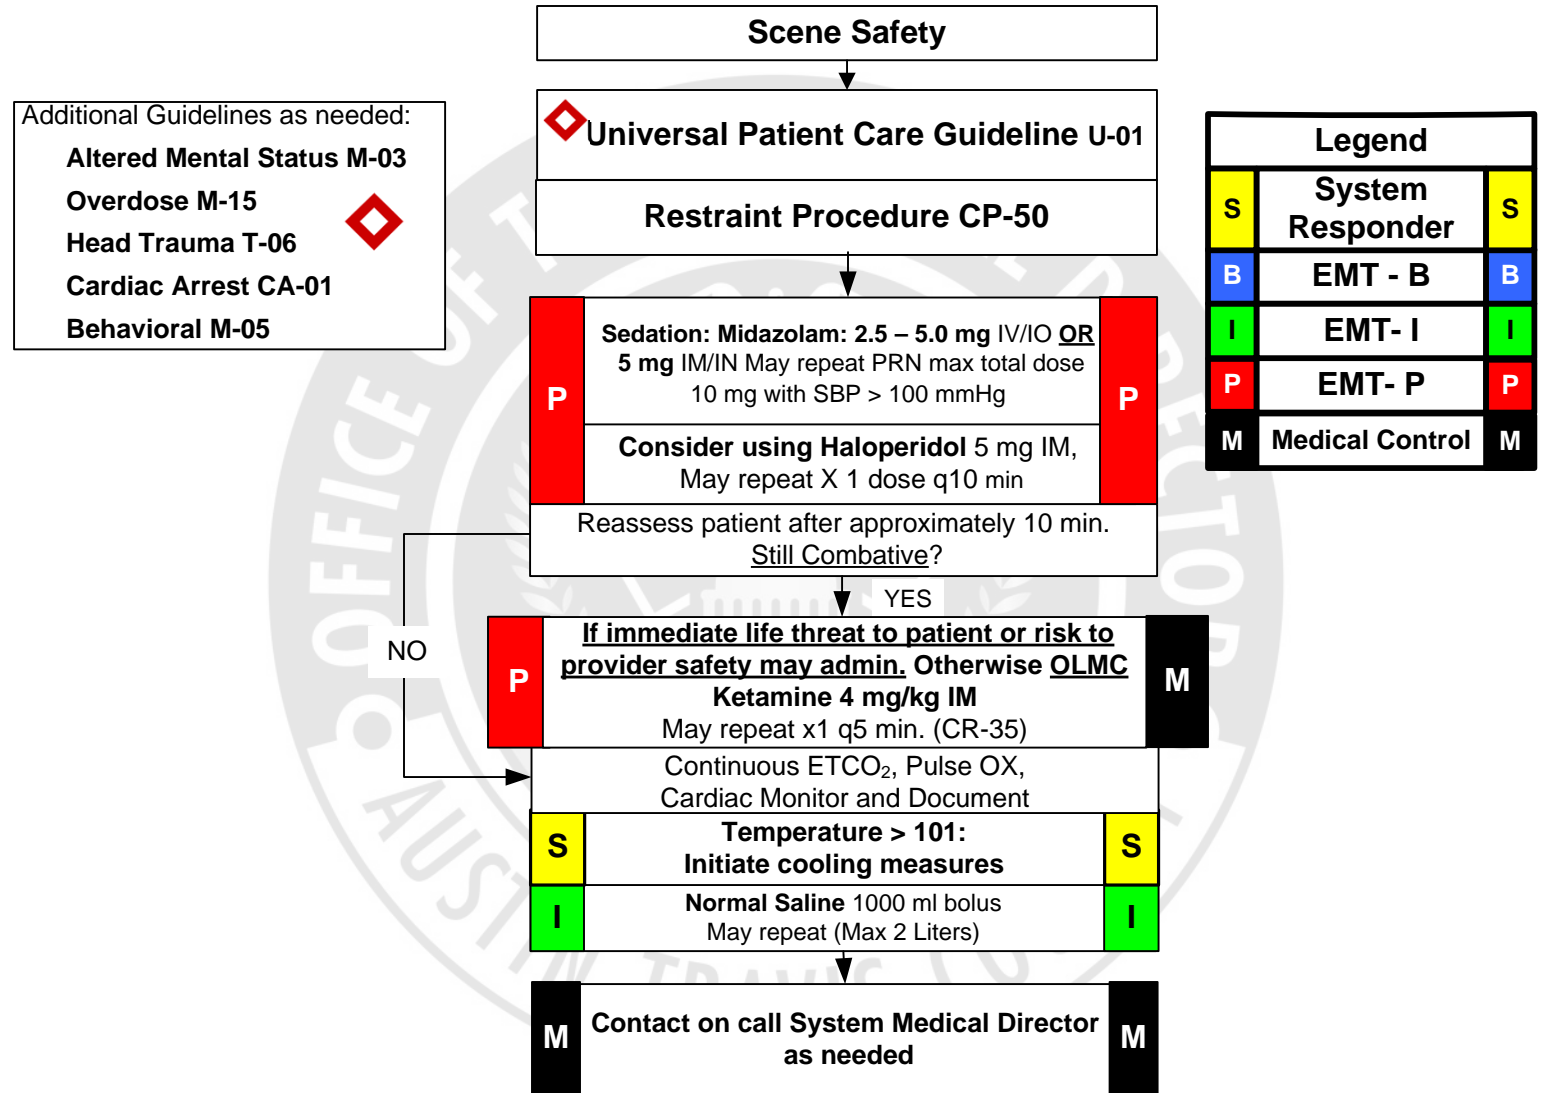 Scene Safety
Universal Patient Care Guideline U-01
Restraint Procedure CP-50
Additional Guidelines as needed:
Altered Mental Status M-03
Overdose M-15
Head Trauma T-06
Cardiac Arrest CA-01
Behavioral M-05
Legend
S System Responder S
B EMT - B B
I EMT- I I
P EMT- P P
M Medical Control M
P
Sedation: Midazolam: 2.5 – 5.0 mg IV/IO OR
5 mg IM/IN May repeat PRN max total dose
10 mg with SBP > 100 mmHg
P
Consider using Haloperidol 5 mg IM,
May repeat X 1 dose q10 min
Reassess patient after approximately 10 min.
Still Combative?
YES
NO
P
If immediate life threat to patient or risk to
provider safety may admin. Otherwise OLMC
Ketamine 4 mg/kg IM
May repeat x1 q5 min. (CR-35)
M
Continuous ETCO₂, Pulse OX,
Cardiac Monitor and Document
S
Temperature > 101:
Initiate cooling measures
S
I
Normal Saline 1000 ml bolus
May repeat (Max 2 Liters)
I
M
Contact on call System Medical Director
as needed
M